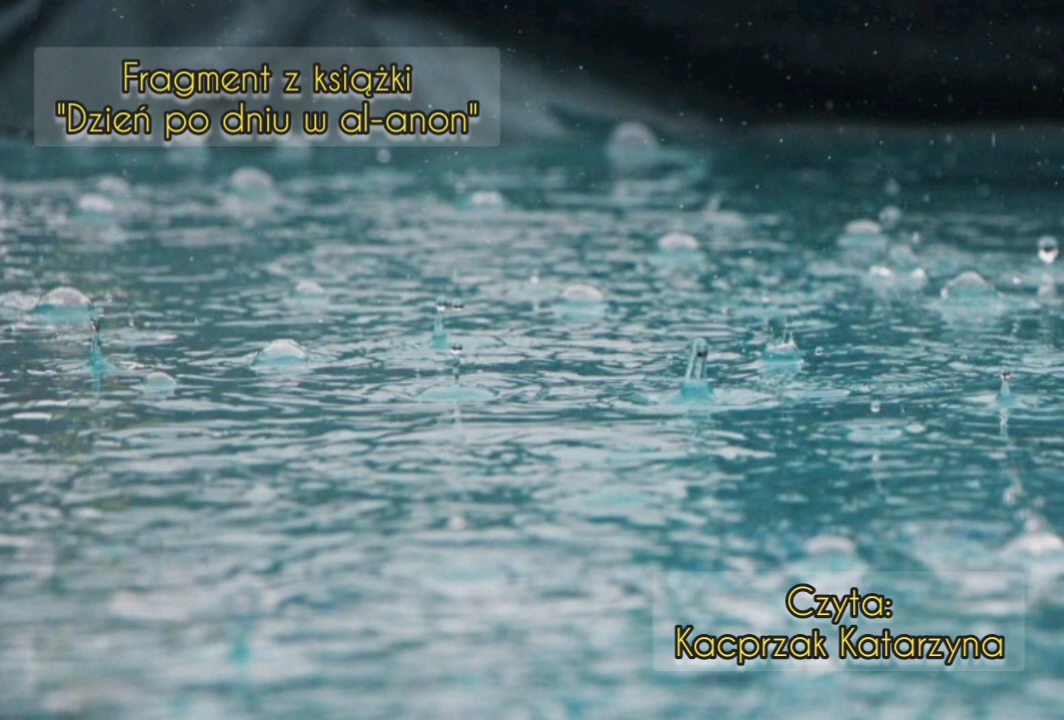 Fragment z książki
"Dzień po dniu w al-anon"
Czyta:
Kacprzak Katarzyna